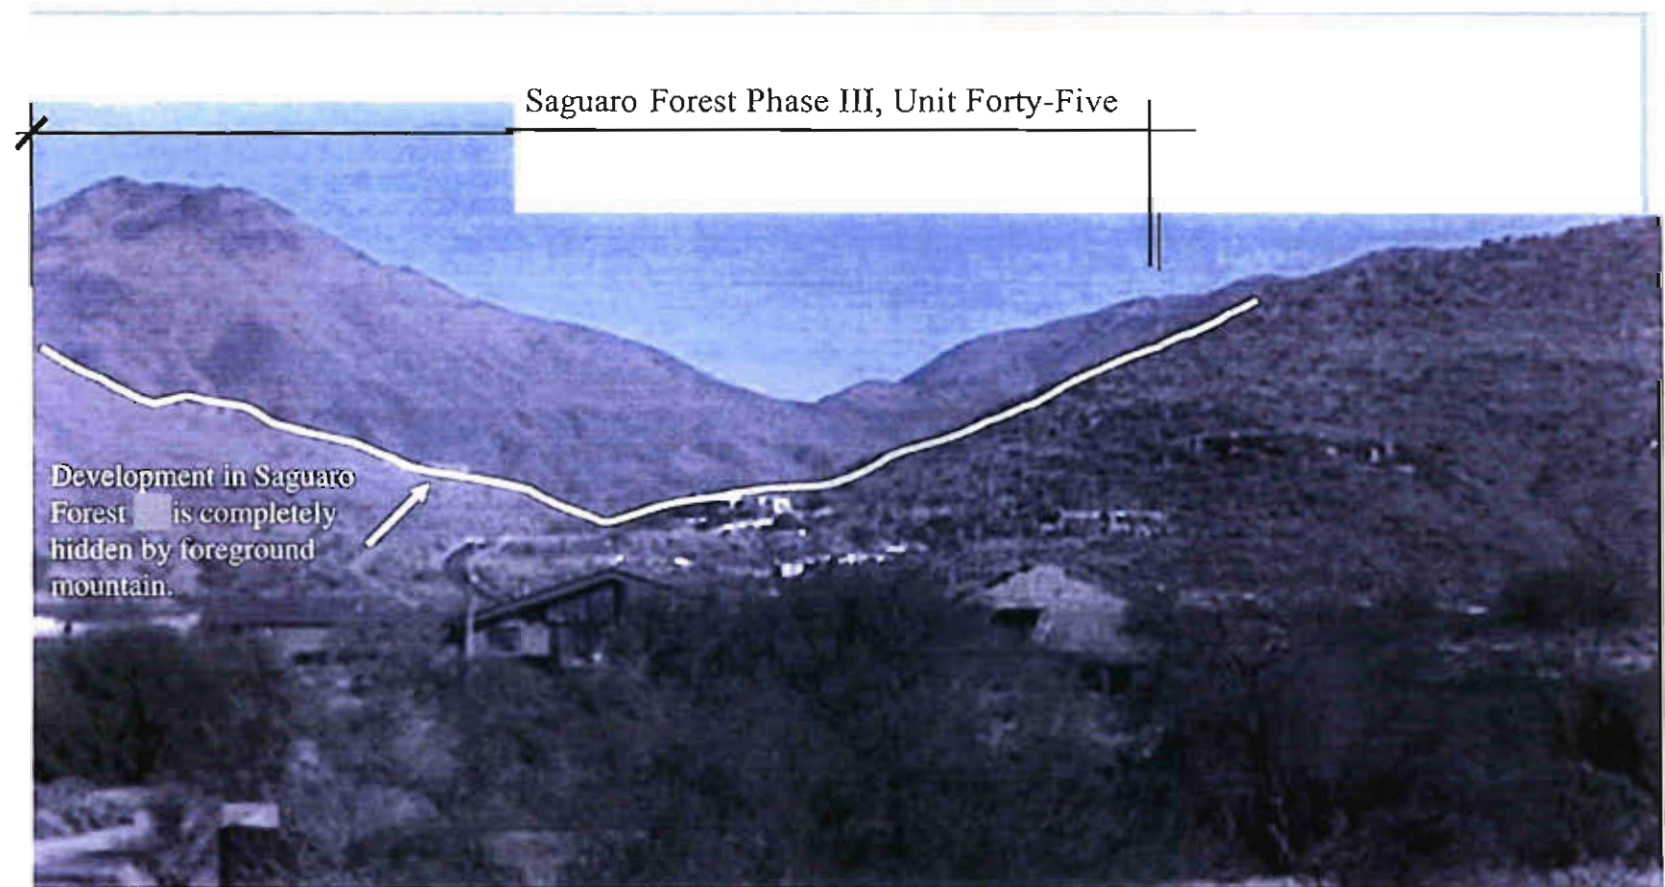 Saguaro Forest Phase III, Unit Forty-Five
Development in Saguaro
Forest is completely
hidden by foreground
mountain.